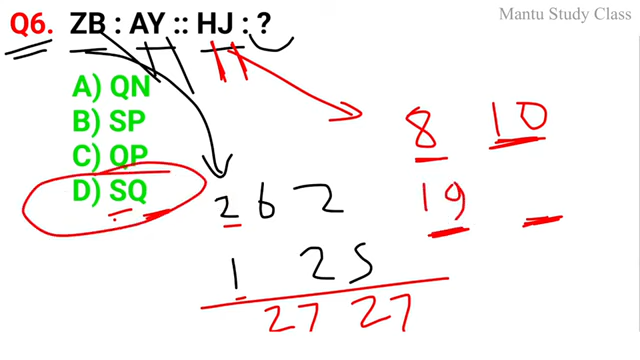 Mantu Study Class
Q6. ZB : AY :: HJ : ?
A) QN
B) SP
C) QP
D) SQ
8 10
26 2
19
1 25
27 27